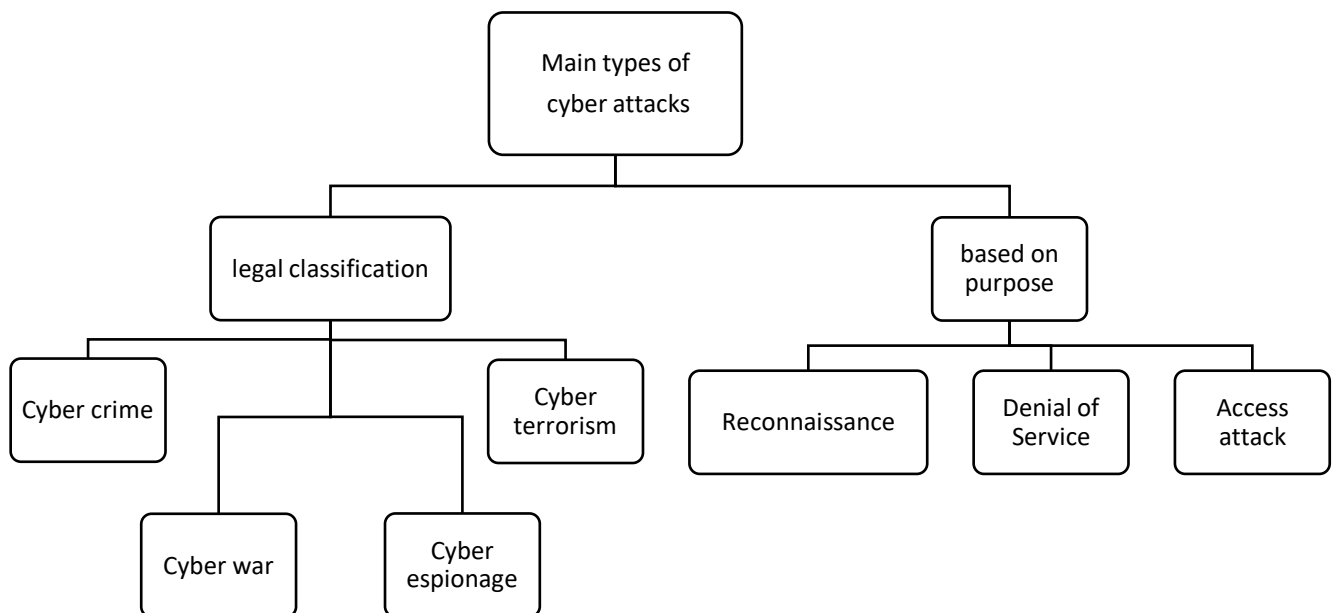 Main types of
cyber attacks
legal classification
based on
purpose
Cyber crime
Cyber
terrorism
Reconnaissance
Denial of
Service
Access
attack
Cyber war
Cyber
espionage